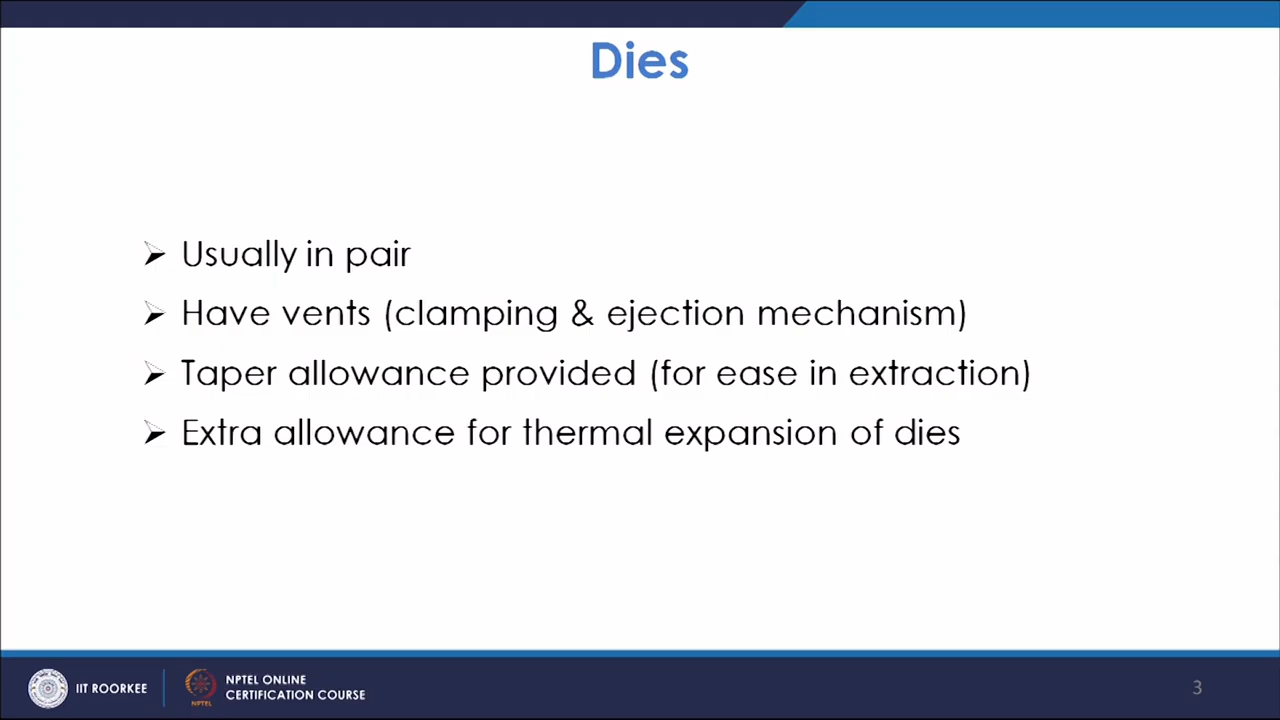 Dies
➢ Usually in pair
➢ Have vents (clamping & ejection mechanism)
➢ Taper allowance provided (for ease in extraction)
➢ Extra allowance for thermal expansion of dies
IIT ROORKEE
NPTEL ONLINE
CERTIFICATION COURSE
NPTEL
3